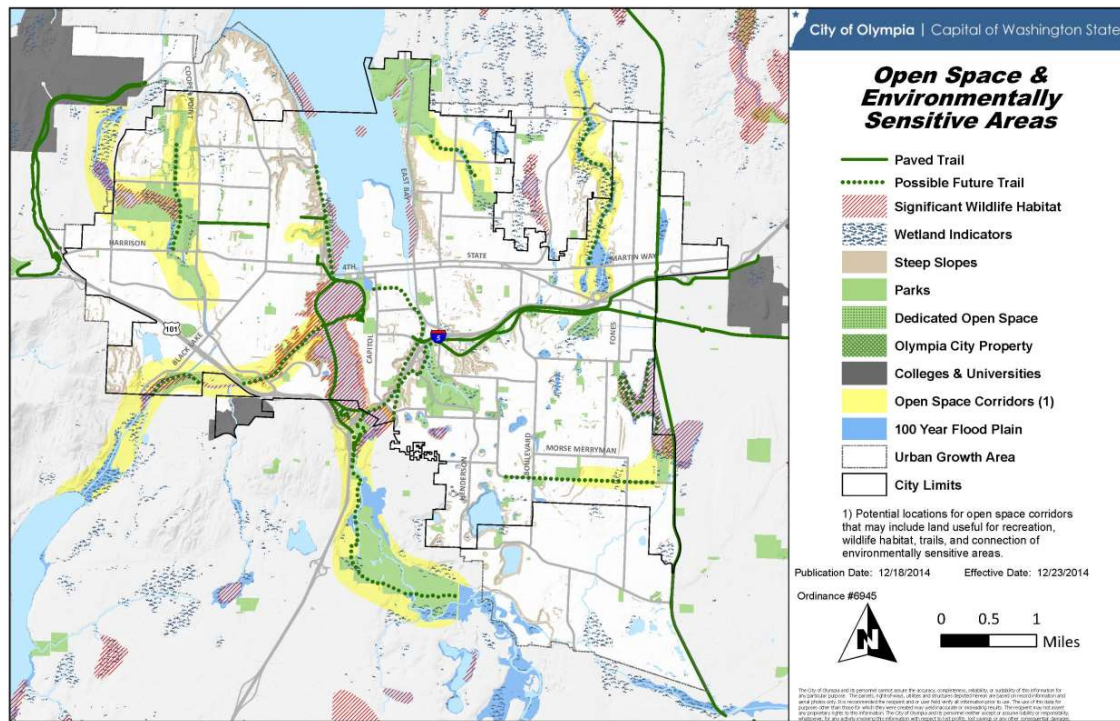 City of Olympia | Capital of Washington State
Open Space &
Environmentally
Sensitive Areas
Paved Trail
Possible Future Trail
Significant Wildlife Habitat
Wetland Indicators
Steep Slopes
Parks
Dedicated Open Space
Olympia City Property
Colleges & Universities
Open Space Corridors (1)
100 Year Flood Plain
Urban Growth Area
City Limits
1) Potential locations for open space corridors
that may include land useful for recreation,
wildlife habitat, trails, and connection of
environmentally sensitive areas.
Publication Date: 12/18/2014 Effective Date: 12/23/2014
Ordinance #6945
N
0 0.5 1
Miles
COOPER POINT
EAST BAY
HARRISON
4TH
STATE
MARTIN WAY
101
BLACK LAKE
CAPITOL
5
FONES
BOULEVARD
MORSE MERRYMAN
HENDERSON